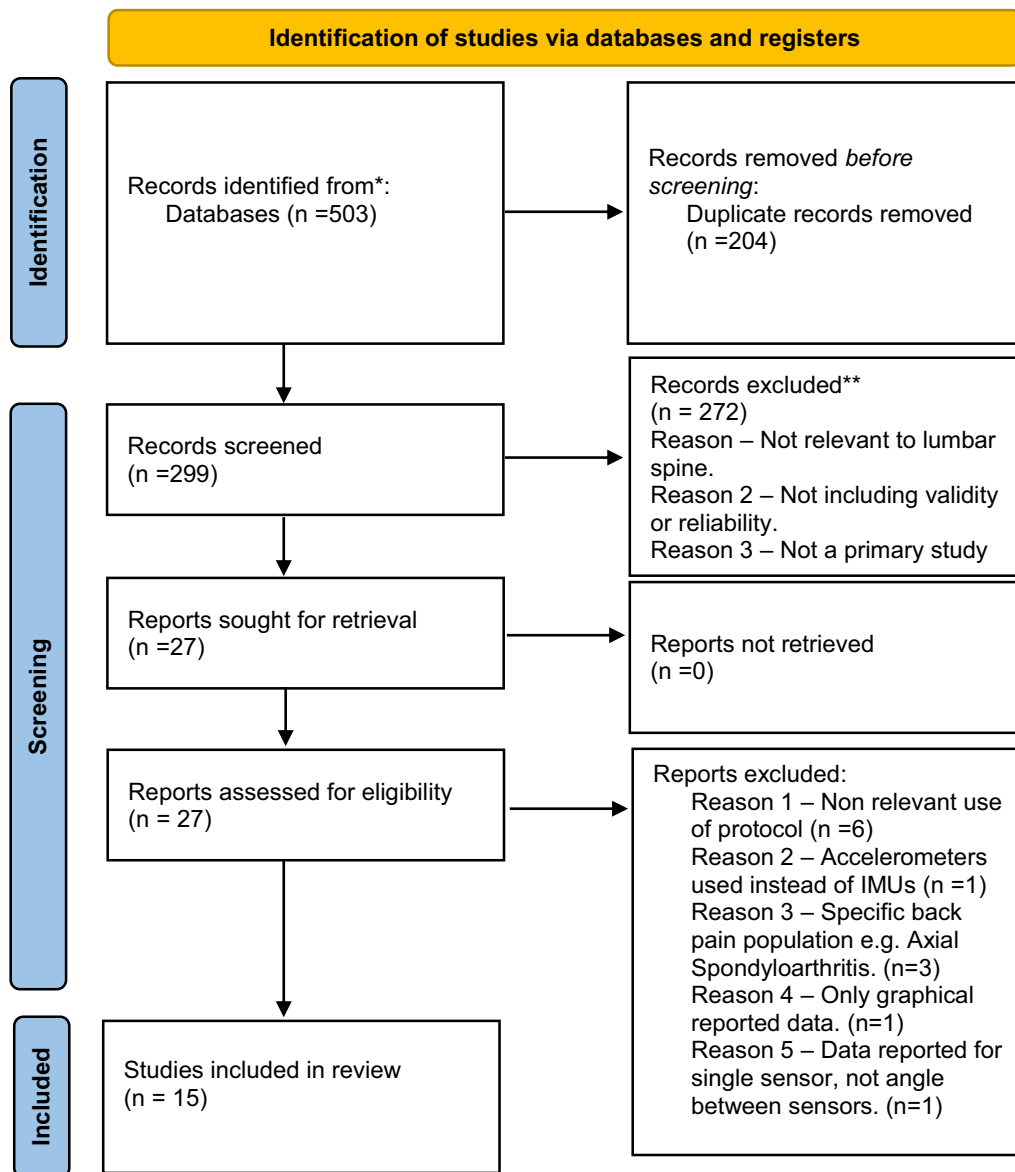 Identification of studies via databases and registers
Identification
Records identified from*:
Databases (n =503)
Records removed before
screening:
Duplicate records removed
(n =204)
Screening
Records screened
(n =299)
Records excluded**
(n = 272)
Reason – Not relevant to lumbar
spine.
Reason 2 – Not including validity
or reliability.
Reason 3 – Not a primary study
Reports sought for retrieval
(n =27)
Reports not retrieved
(n =0)
Reports assessed for eligibility
(n = 27)
Reports excluded:
Reason 1 – Non relevant use
of protocol (n =6)
Reason 2 – Accelerometers
used instead of IMUs (n =1)
Reason 3 – Specific back
pain population e.g. Axial
Spondyloarthritis. (n=3)
Reason 4 – Only graphical
reported data. (n=1)
Reason 5 – Data reported for
single sensor, not angle
between sensors. (n=1)
Included
Studies included in review
(n = 15)